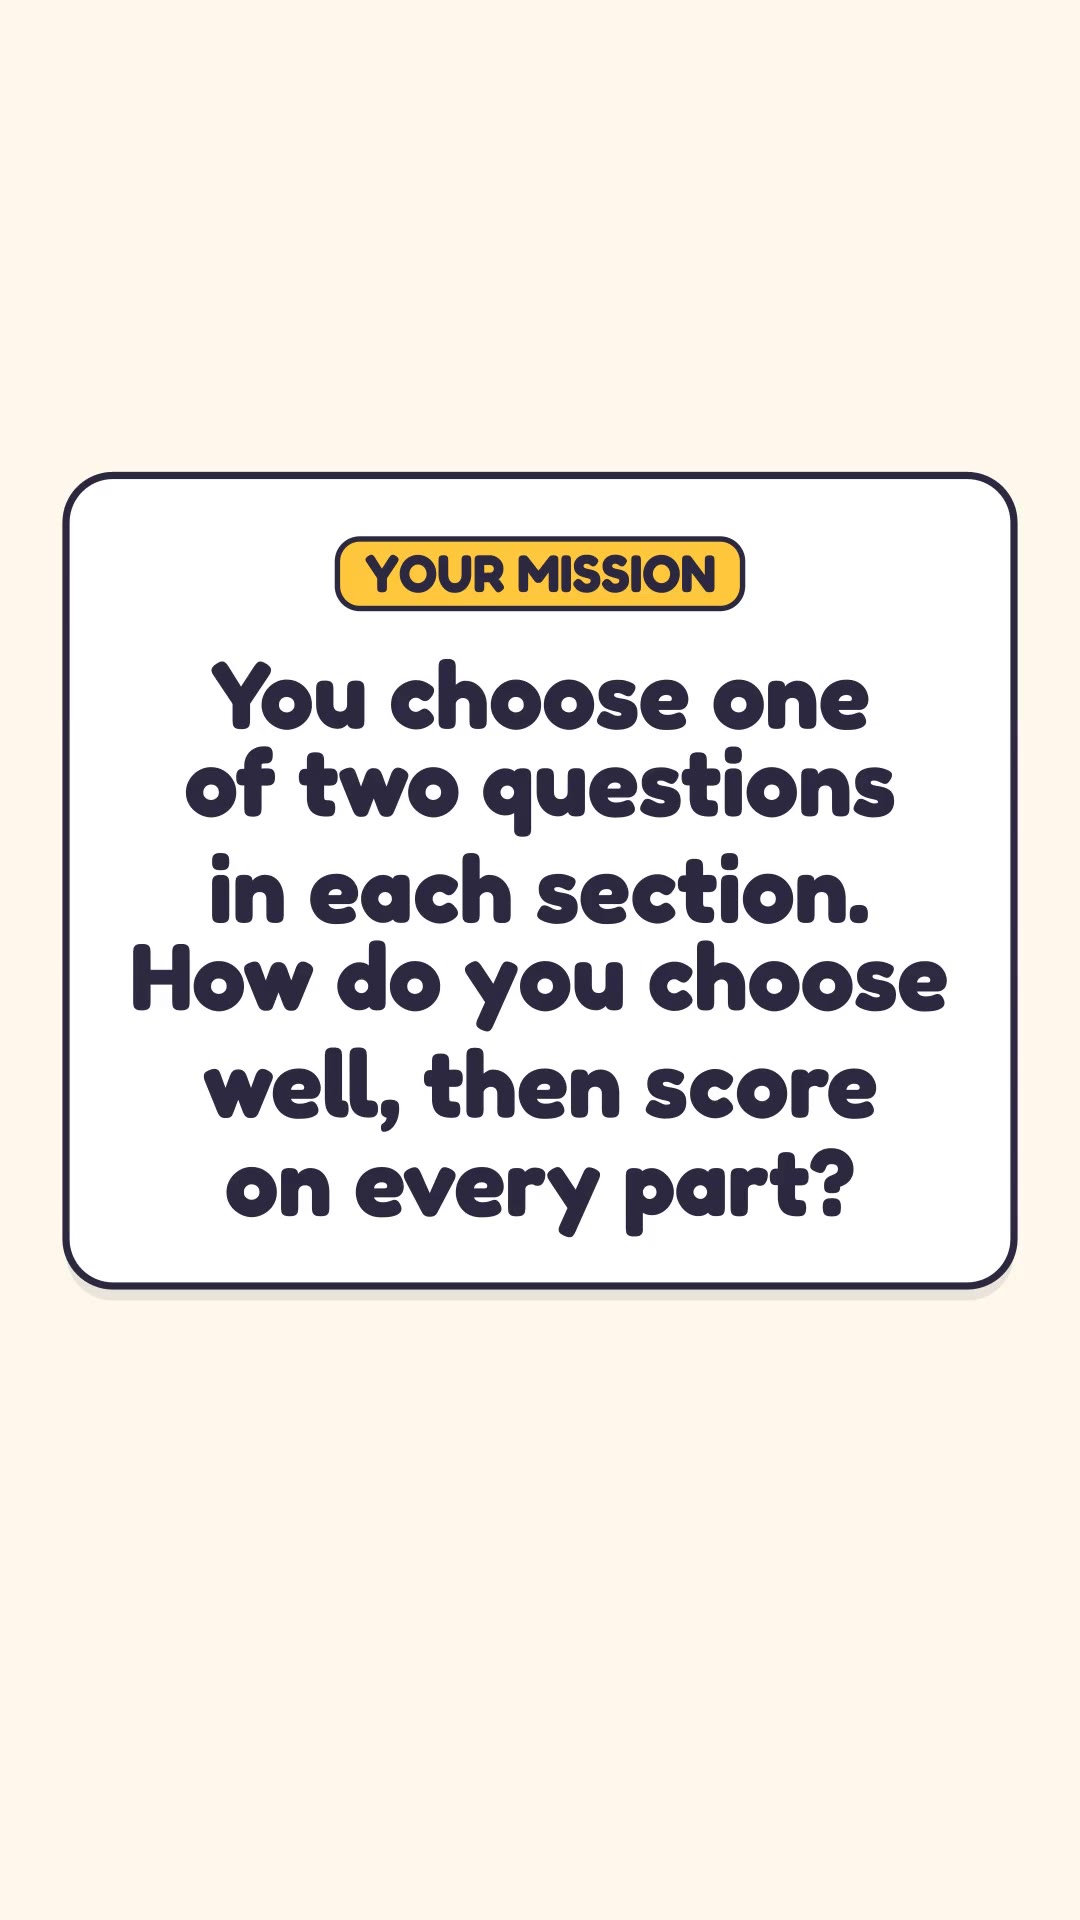 YOUR MISSION
You choose one
of two questions
in each section.
How do you choose
well, then score
on every part?